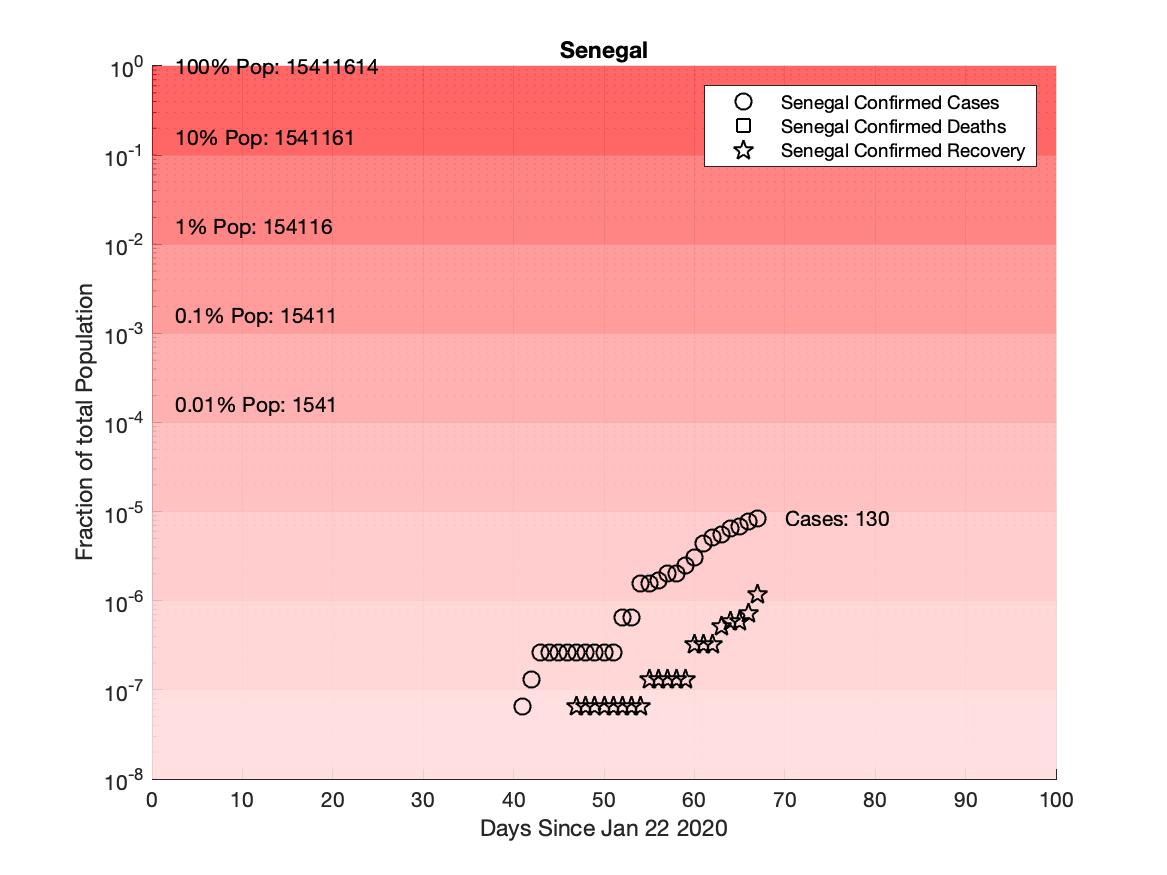 Senegal
10^0
100% Pop: 15411614
Senegal Confirmed Cases
Senegal Confirmed Deaths
10% Pop: 1541161
Senegal Confirmed Recovery
10^-1
1% Pop: 154116
10^-2
0.1% Pop: 15411
10^-3
0.01% Pop: 1541
10^-4
Fraction of total Population
10^-5
Cases: 130
10^-6
10^-7
10^-8
0 10 20 30 40 50 60 70 80 90 100
Days Since Jan 22 2020